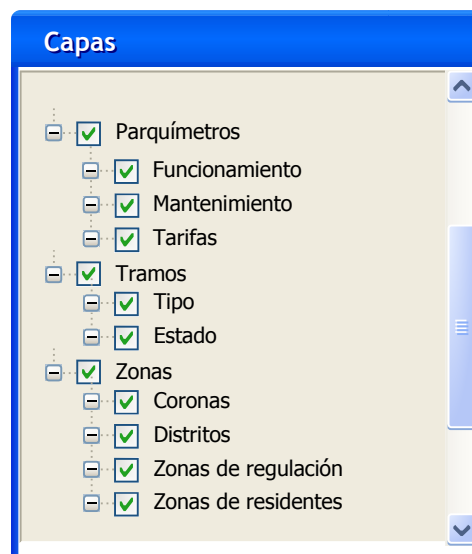 Capas
Parquímetros
Funcionamiento
Mantenimiento
Tarifas
Tramos
Tipo
Estado
Zonas
Coronas
Distritos
Zonas de regulación
Zonas de residentes